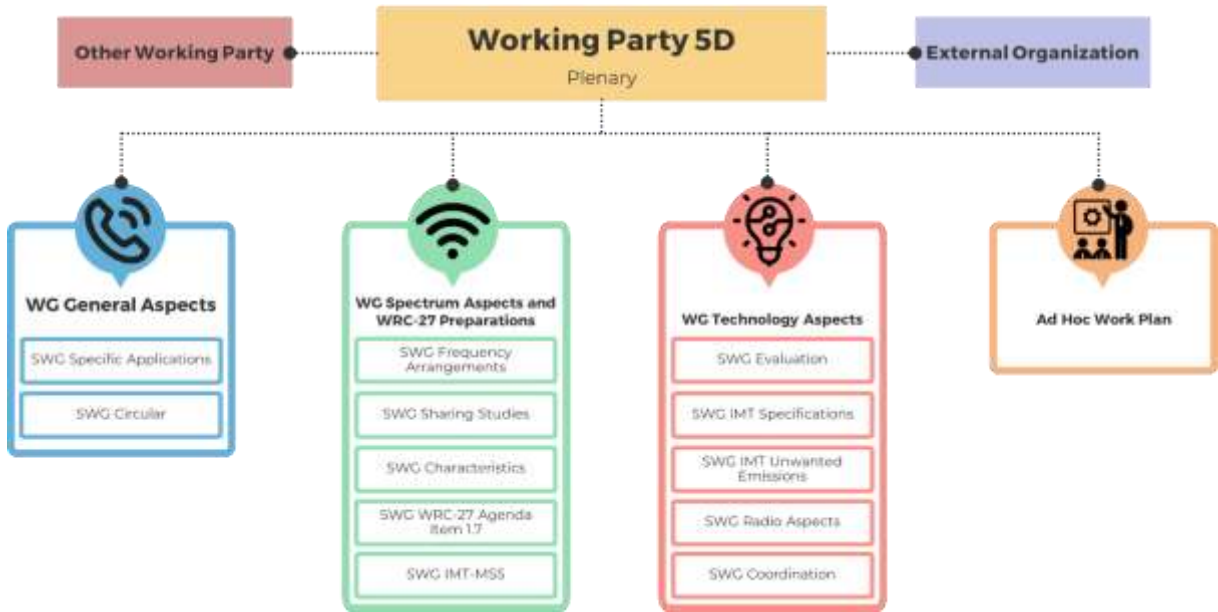 Other Working Party
Working Party 5D
Plenary
External Organization
WG General Aspects
SWG Specific Applications
SWG Circular
WG Spectrum Aspects and
WRC-27 Preparations
SWG Frequency
Arrangements
SWG Sharing Studies
SWG Characteristics
SWG WRC-27 Agenda
Item 1.7
SWG IMT-MSS
WG Technology Aspects
SWG Evaluation
SWG IMT Specifications
SWG IMT Unwanted
Emissions
SWG Radio Aspects
SWG Coordination
Ad Hoc Work Plan